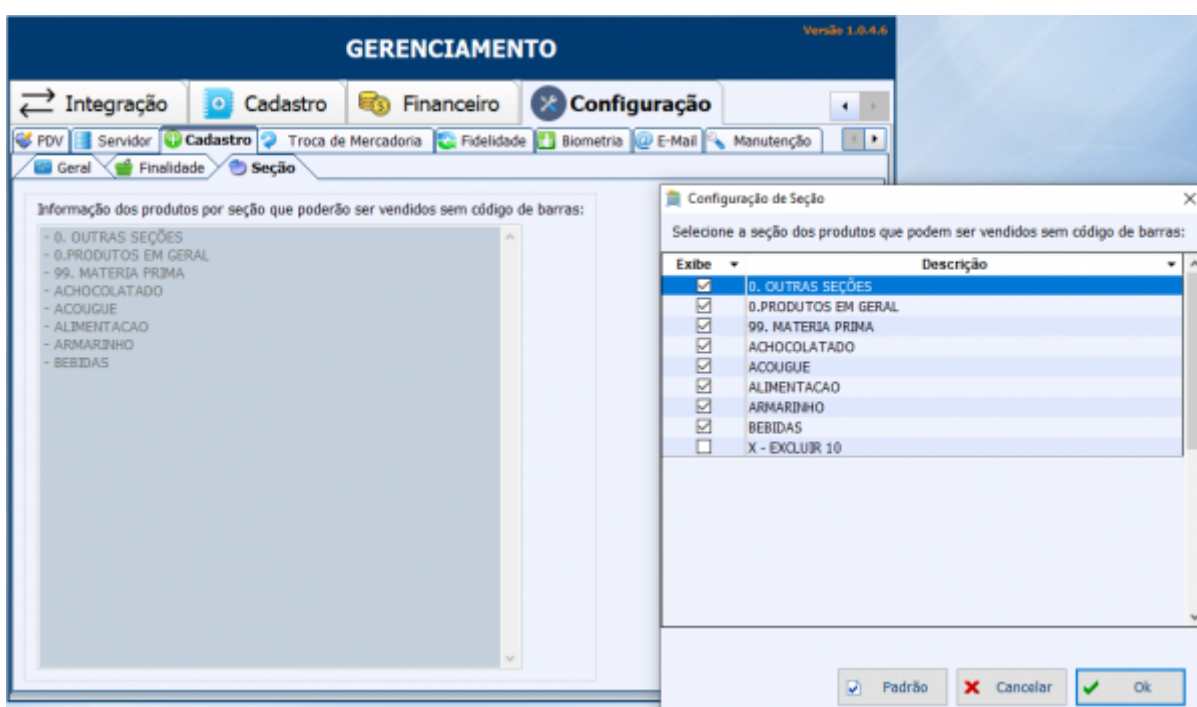 Versão 1.0.4.6
GERENCIAMENTO
Integração Cadastro Financeiro Configuração
PDV Servidor Cadastro Troca de Mercadoria Fidelidade Biometria E-Mail Manutenção
Geral Finalidade Seção
Informação dos produtos por seção que poderão ser vendidos sem código de barras:
- 0. OUTRAS SEÇÕES
- 0.PRODUTOS EM GERAL
- 99. MATERIA PRIMA
- ACHOCOLATADO
- ACOUGUE
- ALIMENTACAO
- ARMARINHO
- BEBIDAS
Configuração de Seção
Selecione a seção dos produtos que podem ser vendidos sem código de barras:
Exibe Descrição
0. OUTRAS SEÇÕES
0.PRODUTOS EM GERAL
99. MATERIA PRIMA
ACHOCOLATADO
ACOUGUE
ALIMENTACAO
ARMARINHO
BEBIDAS
X - EXCLUIR 10
Padrão Cancelar Ok